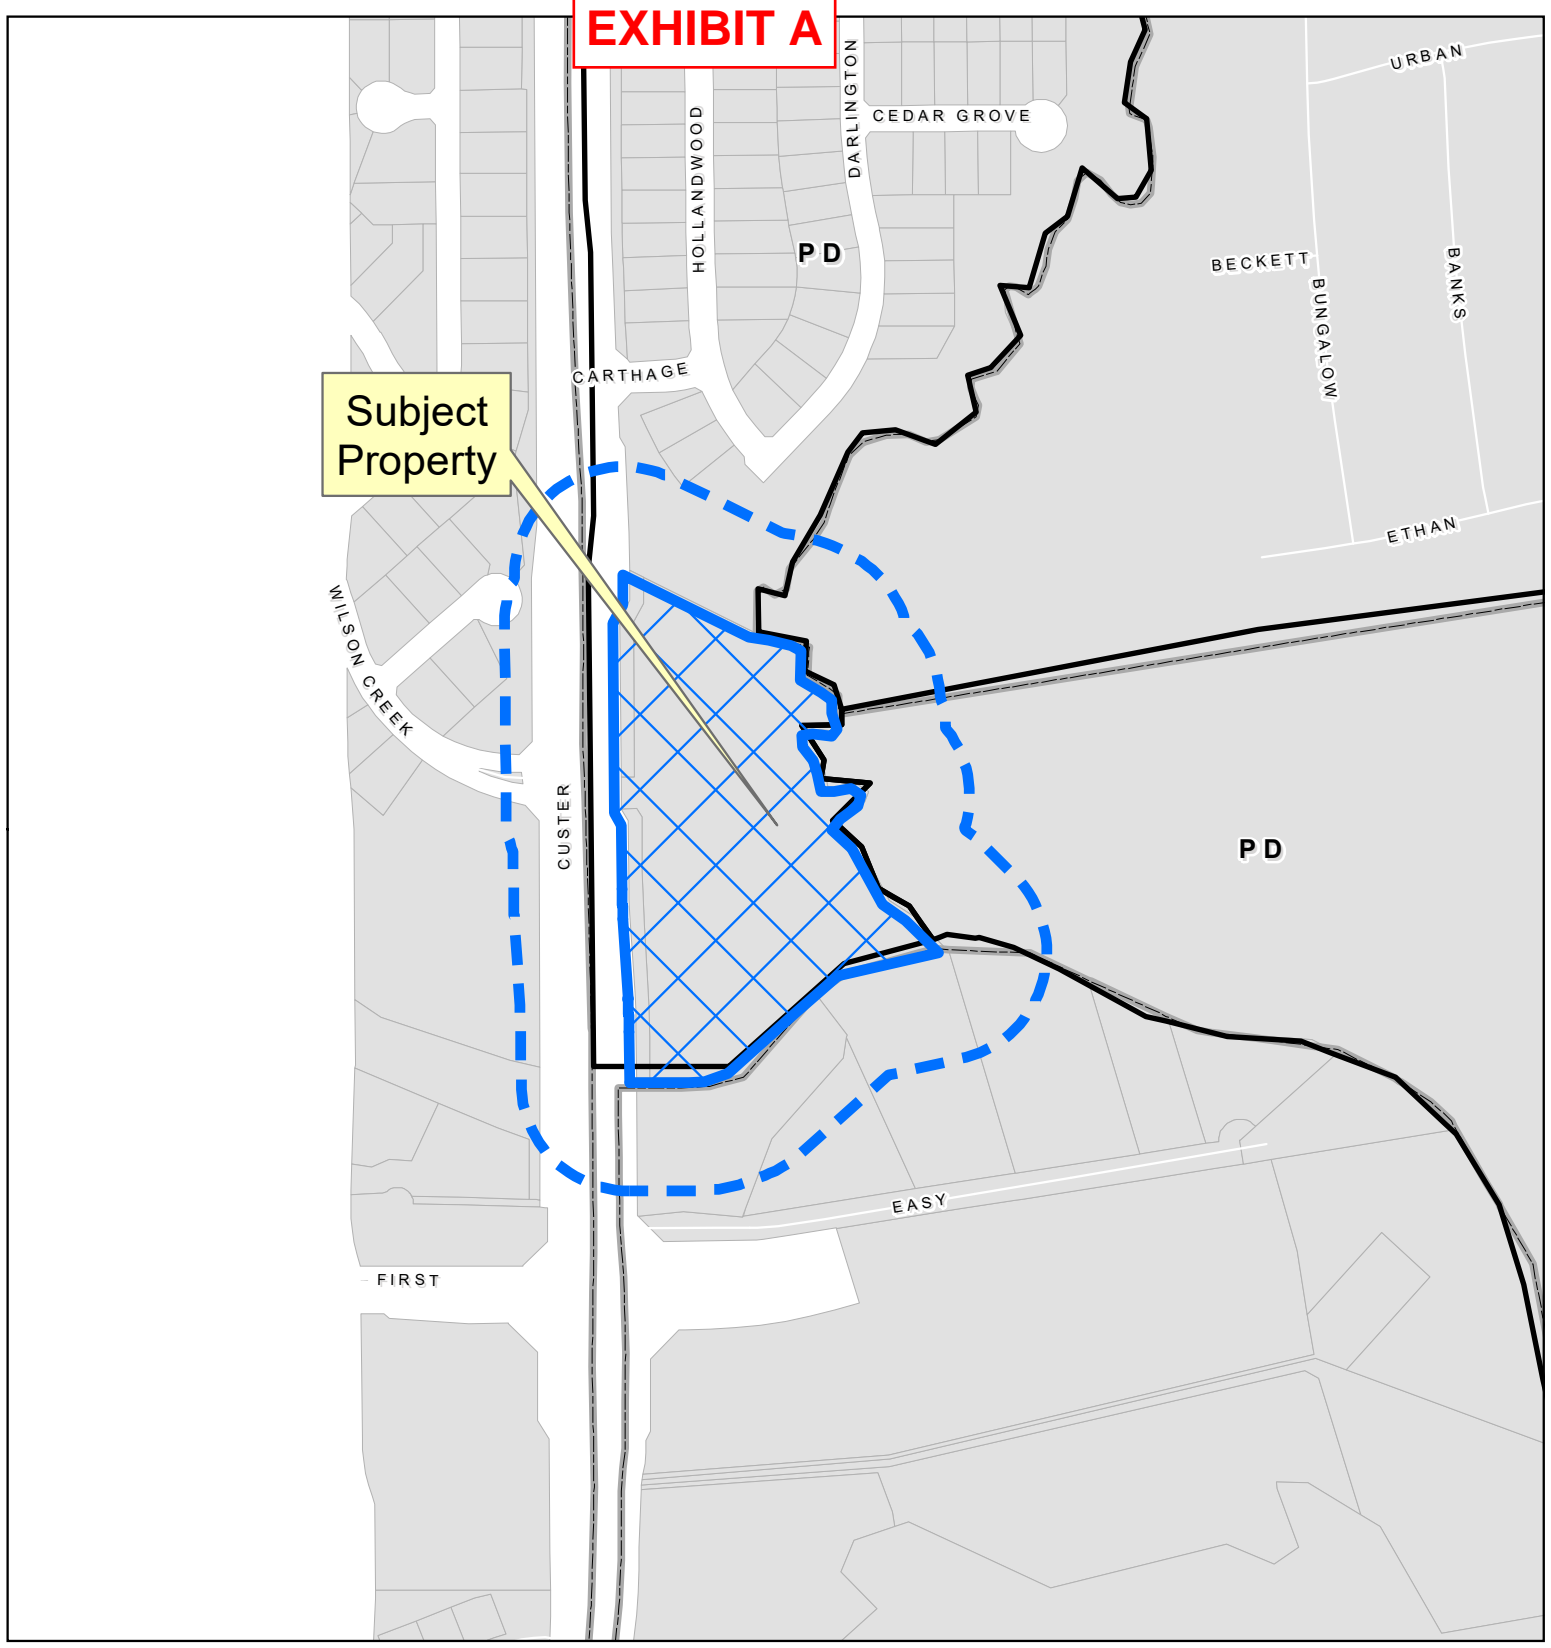 EXHIBIT A
URBAN
DARLINGTON
CEDAR GROVE
HOLLANDWOOD
PD
BECKETT
BUNGALOW
BANKS
CARTHAGE
Subject
Property
ETHAN
WILSON CREEK
CUSTER
PD
EASY
FIRST